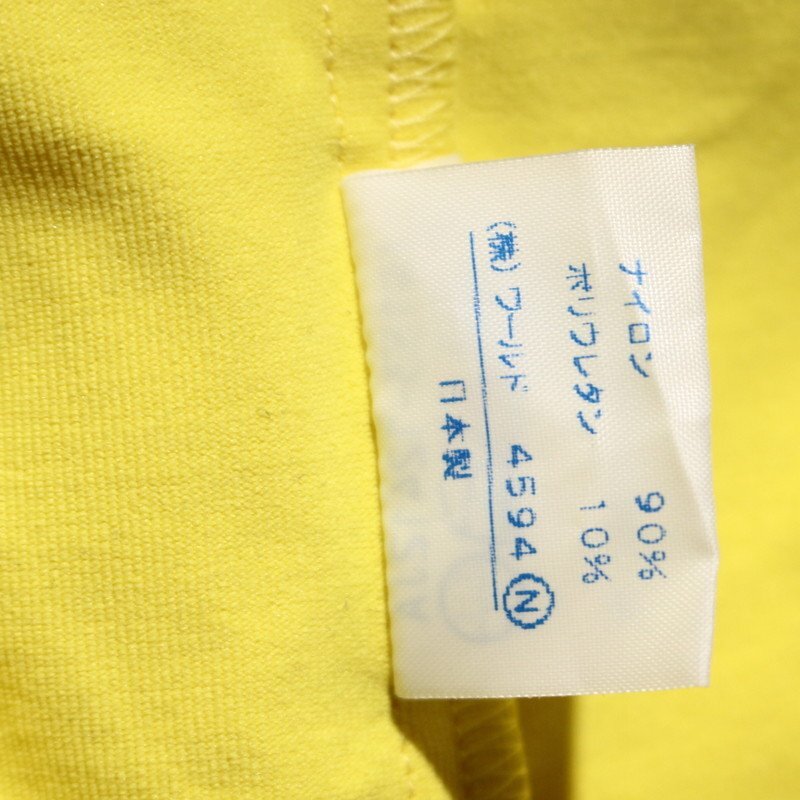 ナイロン 90%
ポリウレタン 10%
(株)ワールド 4594 Ⓝ
日本製